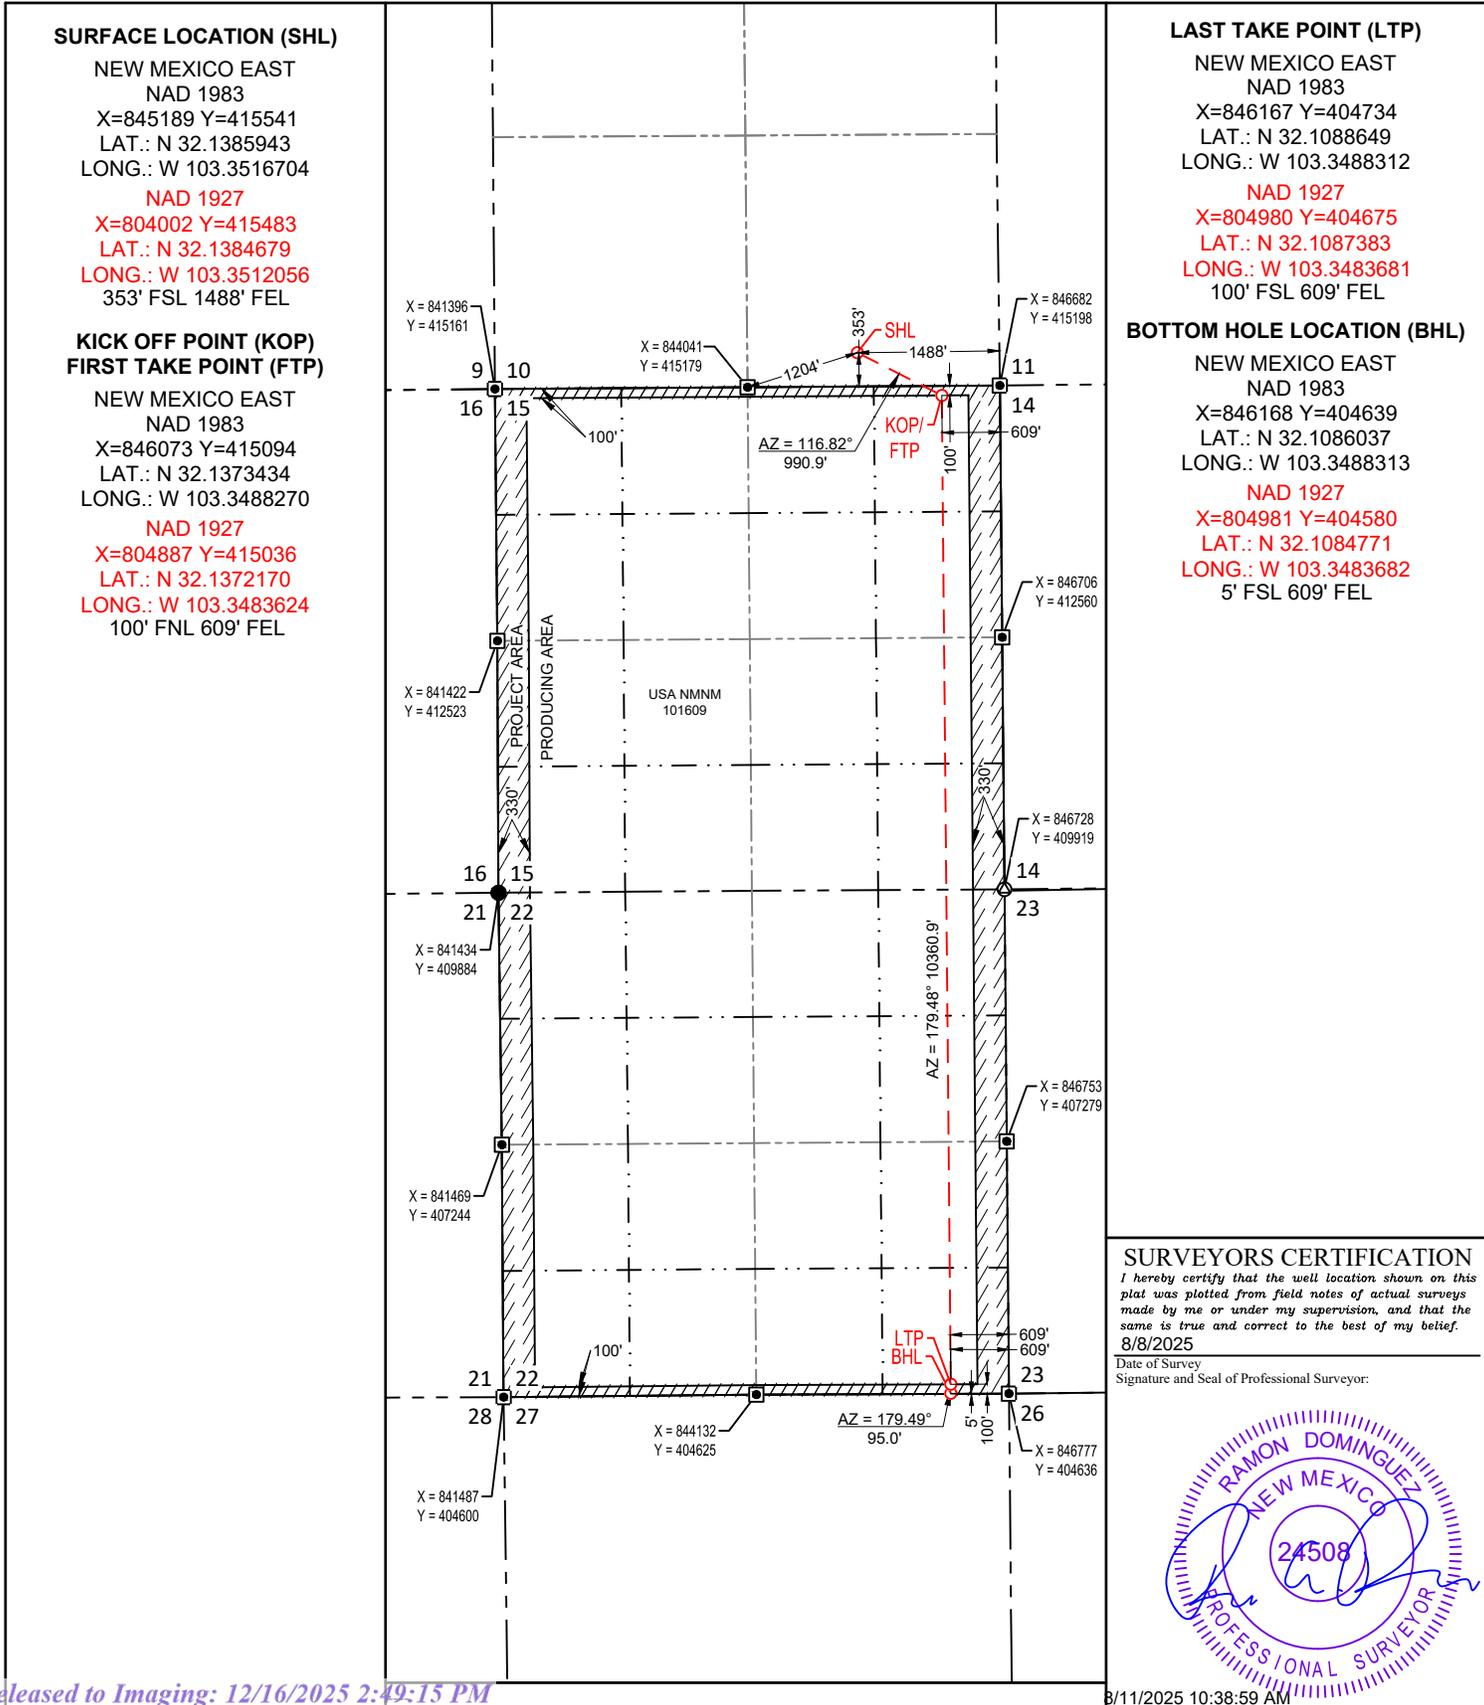 SURFACE LOCATION (SHL)
NEW MEXICO EAST
NAD 1983
X=845189 Y=415541
LAT.: N 32.1385943
LONG.: W 103.3516704
NAD 1927
X=804002 Y=415483
LAT.: N 32.1384679
LONG.: W 103.3512056
353' FSL 1488' FEL
KICK OFF POINT (KOP)
FIRST TAKE POINT (FTP)
NEW MEXICO EAST
NAD 1983
X=846073 Y=415094
LAT.: N 32.1373434
LONG.: W 103.3488270
NAD 1927
X=804887 Y=415036
LAT.: N 32.1372170
LONG.: W 103.3483624
100' FNL 609' FEL
X = 841396
Y = 415161
X = 844041
Y = 415179
353'
SHL
1204'
1488'
X = 846682
Y = 415198
9 10
16 15
11
14
100'
AZ = 116.82°
990.9'
KOP/
FTP
100'
609'
X = 846706
Y = 412560
PROJECT AREA
PRODUCING AREA
USA NMNM
101609
X = 841422
Y = 412523
330'
330'
X = 846728
Y = 409919
16 15
21 22
14
23
X = 841434
Y = 409884
AZ = 179.48° 10360.9'
X = 846753
Y = 407279
X = 841469
Y = 407244
100'
LTP
BHL
609'
609'
21 22
28 27
23
26
X = 844132
Y = 404625
AZ = 179.49°
95.0'
5'
100'
X = 846777
Y = 404636
X = 841487
Y = 404600
LAST TAKE POINT (LTP)
NEW MEXICO EAST
NAD 1983
X=846167 Y=404734
LAT.: N 32.1088649
LONG.: W 103.3488312
NAD 1927
X=804980 Y=404675
LAT.: N 32.1087383
LONG.: W 103.3483681
100' FSL 609' FEL
BOTTOM HOLE LOCATION (BHL)
NEW MEXICO EAST
NAD 1983
X=846168 Y=404639
LAT.: N 32.1086037
LONG.: W 103.3488313
NAD 1927
X=804981 Y=404580
LAT.: N 32.1084771
LONG.: W 103.3483682
5' FSL 609' FEL
SURVEYORS CERTIFICATION
I hereby certify that the well location shown on this
plat was plotted from field notes of actual surveys
made by me or under my supervision, and that the
same is true and correct to the best of my belief.
8/8/2025
Date of Survey
Signature and Seal of Professional Surveyor:
RAMON DOMINGUEZ
NEW MEXICO
24508
PROFESSIONAL SURVEYOR
8/11/2025 10:38:59 AM
eleased to Imaging: 12/16/2025 2:49:15 PM